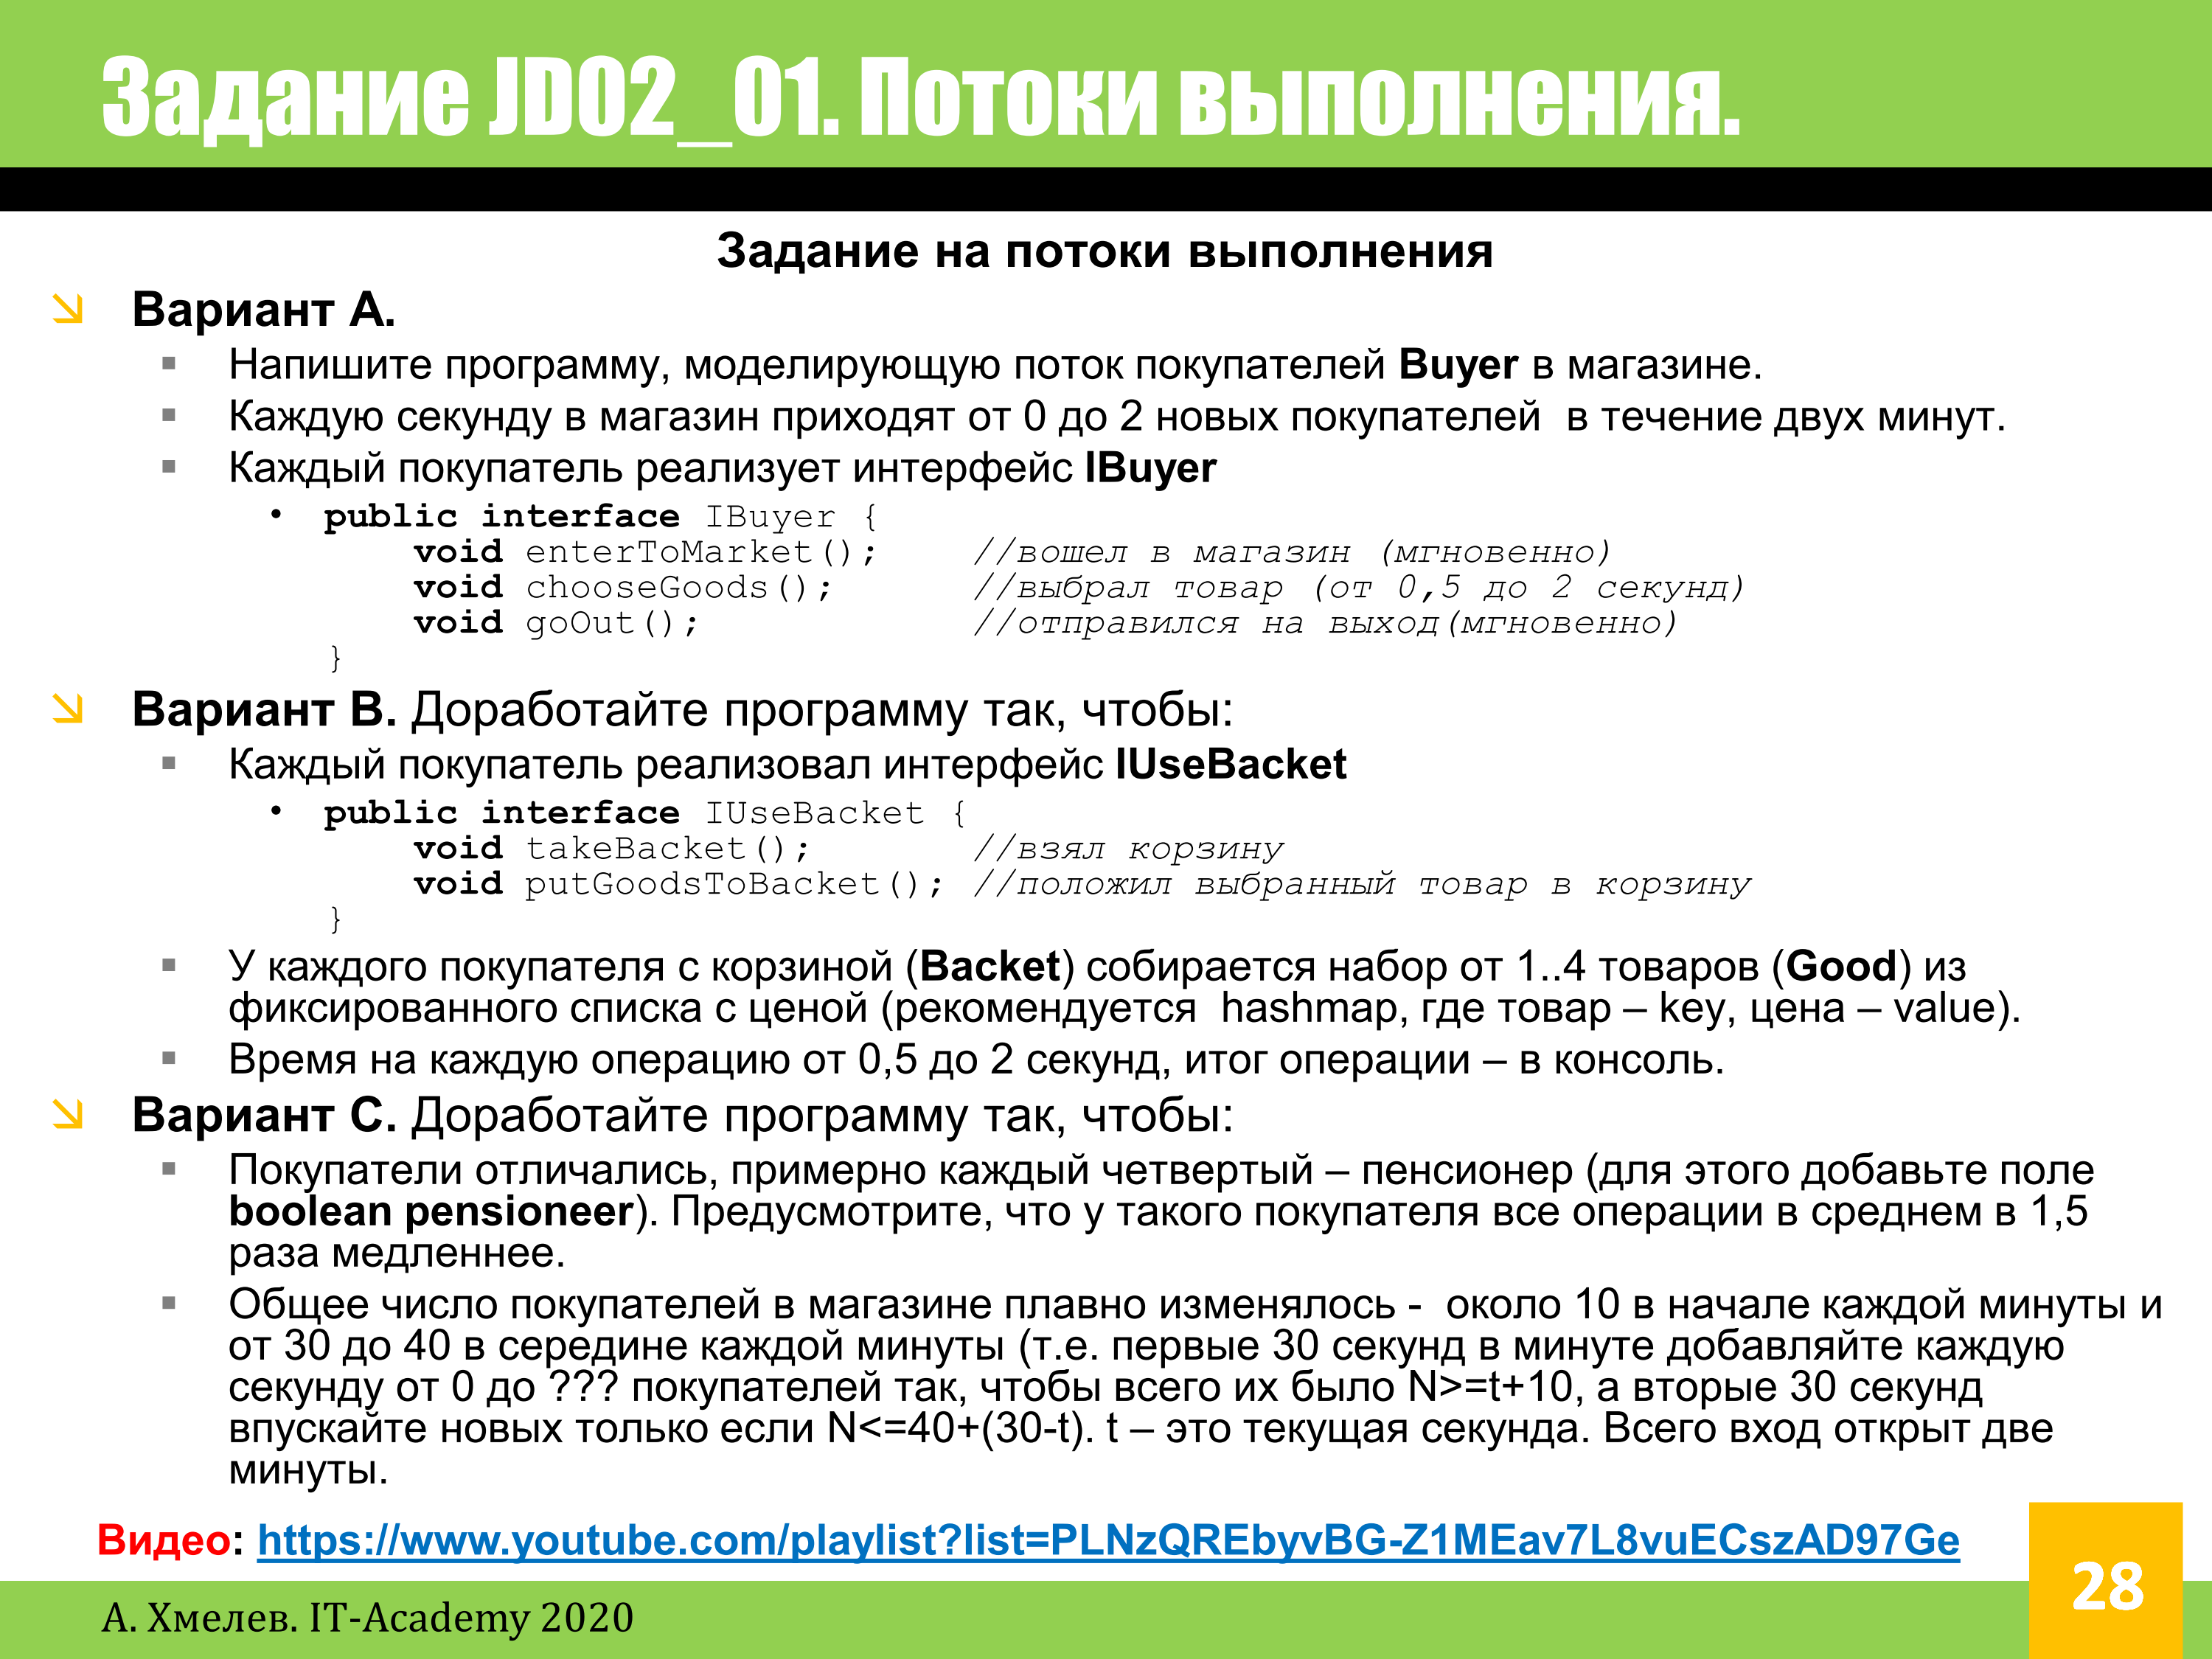 Задание JD02_01. Потоки выполнения.
Задание на потоки выполнения
Вариант A.
Напишите программу, моделирующую поток покупателей Buyer в магазине.
Каждую секунду в магазин приходят от 0 до 2 новых покупателей в течение двух минут.
Каждый покупатель реализует интерфейс IBuyer
• public interface IBuyer {
void enterToMarket(); //вошел в магазин (мгновенно)
void chooseGoods(); //выбрал товар (от 0,5 до 2 секунд)
void goOut(); //отправился на выход(мгновенно)
}
Вариант B. Доработайте программу так, чтобы:
Каждый покупатель реализовал интерфейс IUseBacket
• public interface IUseBacket {
void takeBacket(); //взял корзину
void putGoodsToBacket(); //положил выбранный товар в корзину
}
У каждого покупателя с корзиной (Backet) собирается набор от 1..4 товаров (Good) из
фиксированного списка с ценой (рекомендуется hashmap, где товар – key, цена – value).
Время на каждую операцию от 0,5 до 2 секунд, итог операции – в консоль.
Вариант C. Доработайте программу так, чтобы:
Покупатели отличались, примерно каждый четвертый – пенсионер (для этого добавьте поле
boolean pensioneer). Предусмотрите, что у такого покупателя все операции в среднем в 1,5
раза медленнее.
Общее число покупателей в магазине плавно изменялось - около 10 в начале каждой минуты и
от 30 до 40 в середине каждой минуты (т.е. первые 30 секунд в минуте добавляйте каждую
секунду от 0 до ??? покупателей так, чтобы всего их было N>=t+10, а вторые 30 секунд
впускайте новых только если N<=40+(30-t). t – это текущая секунда. Всего вход открыт две
минуты.
Видео: https://www.youtube.com/playlist?list=PLNzQREbyvBG-Z1MEav7L8vuECszAD97Ge
28
А. Хмелев. IT-Academy 2020